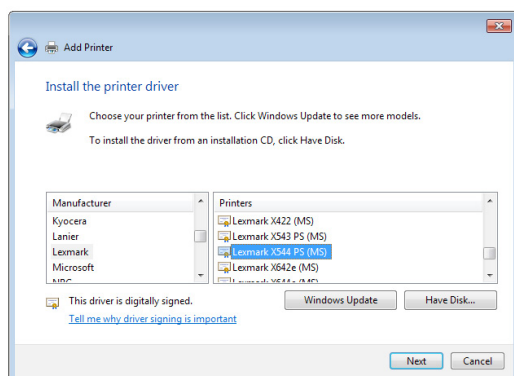 Add Printer
Install the printer driver
Choose your printer from the list. Click Windows Update to see more models.
To install the driver from an installation CD, click Have Disk.
Manufacturer
Kyocera
Lanier
Lexmark
Microsoft
Printers
Lexmark X422 (MS)
Lexmark X543 PS (MS)
Lexmark X544 PS (MS)
Lexmark X642e (MS)
This driver is digitally signed.
Tell me why driver signing is important
Windows Update
Have Disk...
Next
Cancel